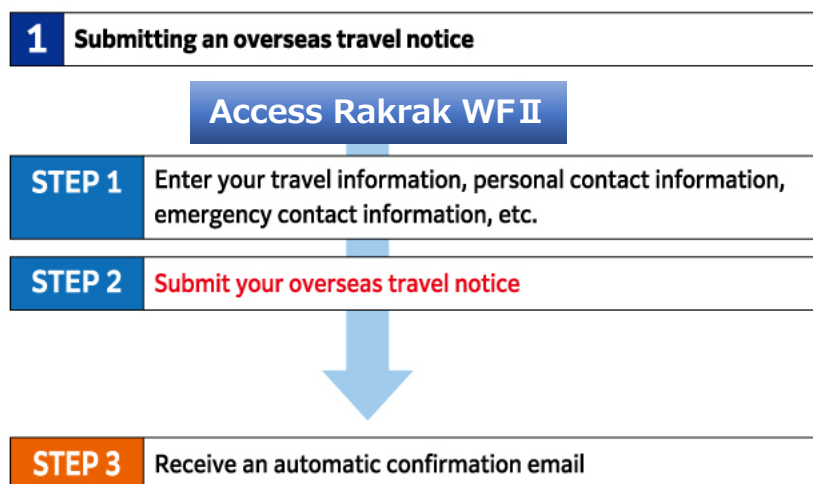 1 Submitting an overseas travel notice
Access Rakrak WFⅡ
STEP 1 Enter your travel information, personal contact information,
emergency contact information, etc.
STEP 2 Submit your overseas travel notice
STEP 3 Receive an automatic confirmation email